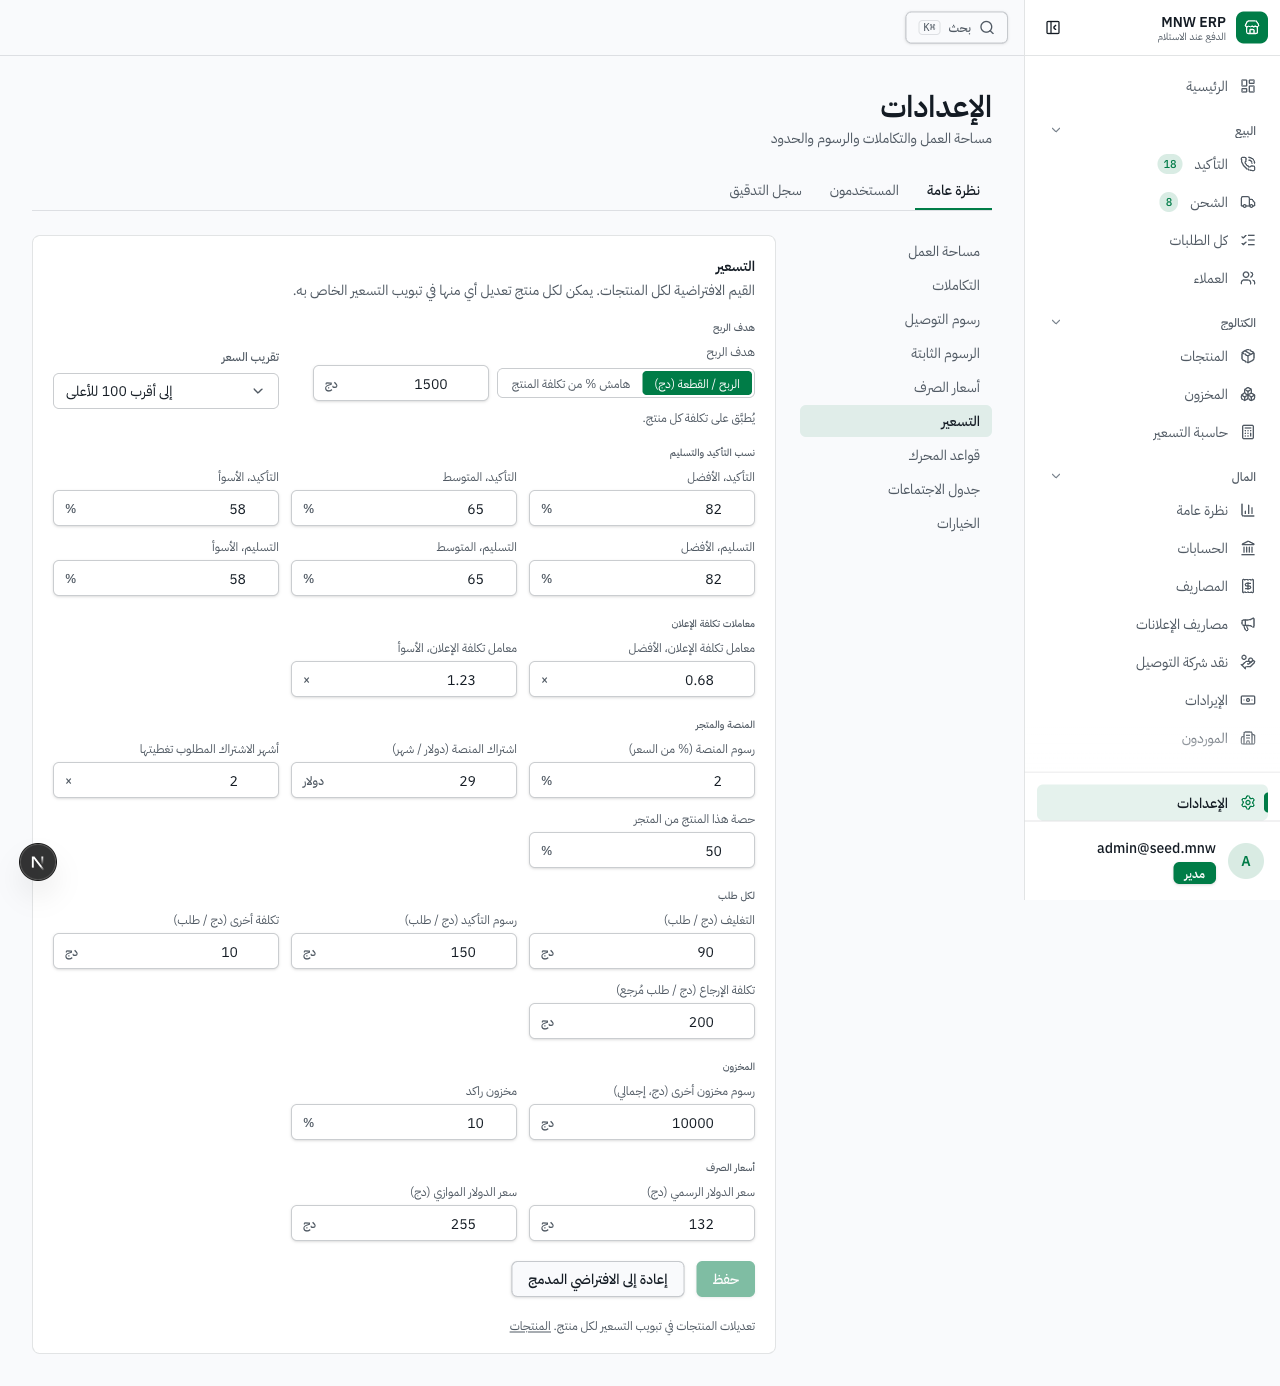 MNW ERP
الدفع عند الاستلام
بحث ⌘K
الرئيسية
البيع
التأكيد 18
الشحن 8
كل الطلبات
العملاء
الكتالوج
المنتجات
المخزون
حاسبة التسعير
المال
نظرة عامة
الحسابات
المصاريف
مصاريف الإعلانات
نقد شركة التوصيل
الإيرادات
الموردون
الإعدادات
A
admin@seed.mnw
مدير
الإعدادات
مساحة العمل والتكاملات والرسوم والحدود
نظرة عامة المستخدمون سجل التدقيق
مساحة العمل
التكاملات
رسوم التوصيل
الرسوم الثابتة
أسعار الصرف
التسعير
قواعد المحرك
جدول الاجتماعات
الخيارات
التسعير
القيم الافتراضية لكل المنتجات. يمكن لكل منتج تعديل أي منها في تبويب التسعير الخاص به.
هدف الربح
هدف الربح تقريب السعر
الربح / القطعة (دج) هامش % من تكلفة المنتج 1500 دج إلى أقرب 100 للأعلى
يُطبَّق على تكلفة كل منتج.
نسب التأكيد والتسليم
التأكيد، الأفضل التأكيد، المتوسط التأكيد، الأسوأ
82 % 65 % 58 %
التسليم، الأفضل التسليم، المتوسط التسليم، الأسوأ
82 % 65 % 58 %
معاملات تكلفة الإعلان
معامل تكلفة الإعلان، الأفضل معامل تكلفة الإعلان، الأسوأ
0.68 × 1.23 ×
المنصة والمتجر
رسوم المنصة (% من السعر) اشتراك المنصة (دولار / شهر) أشهر الاشتراك المطلوب تغطيتها
2 % 29 دولار 2 ×
حصة هذا المنتج من المتجر
50 %
لكل طلب
التغليف (دج / طلب) رسوم التأكيد (دج / طلب) تكلفة أخرى (دج / طلب)
90 دج 150 دج 10 دج
تكلفة الإرجاع (دج / طلب مُرجع)
200 دج
المخزون
رسوم مخزون أخرى (دج، إجمالي) مخزون راكد
10000 دج 10 %
أسعار الصرف
سعر الدولار الرسمي (دج) سعر الدولار الموازي (دج)
132 دج 255 دج
حفظ إعادة إلى الافتراضي المدمج
تعديلات المنتجات في تبويب التسعير لكل منتج. المنتجات
N